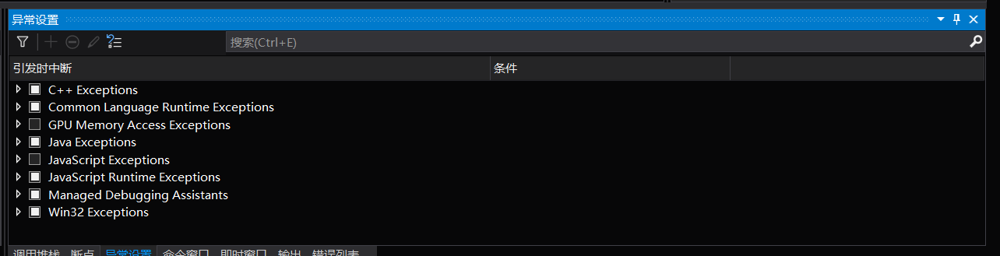 异常设置
搜索(Ctrl+E)
引发时中断 条件
C++ Exceptions
Common Language Runtime Exceptions
GPU Memory Access Exceptions
Java Exceptions
JavaScript Exceptions
JavaScript Runtime Exceptions
Managed Debugging Assistants
Win32 Exceptions
调用堆栈 断点 异常设置 命令窗口 即时窗口 输出 错误列表